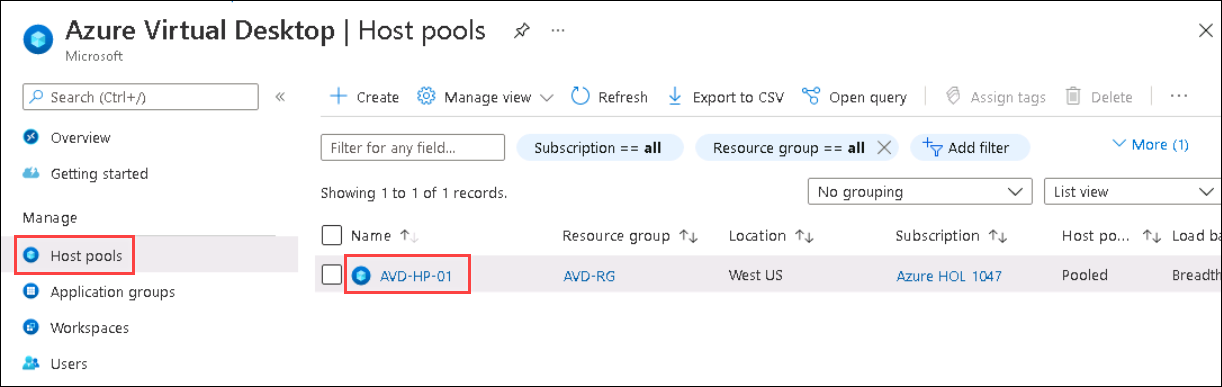 Azure Virtual Desktop | Host pools
Microsoft
Search (Ctrl+/)
Overview
Getting started
Manage
Host pools
Application groups
Workspaces
Users
Create Manage view Refresh Export to CSV Open query Assign tags Delete
Filter for any field... Subscription == all Resource group == all Add filter More (1)
Showing 1 to 1 of 1 records. No grouping List view
Name Resource group Location Subscription Host po... Load ba
AVD-HP-01 AVD-RG West US Azure HOL 1047 Pooled Breadth